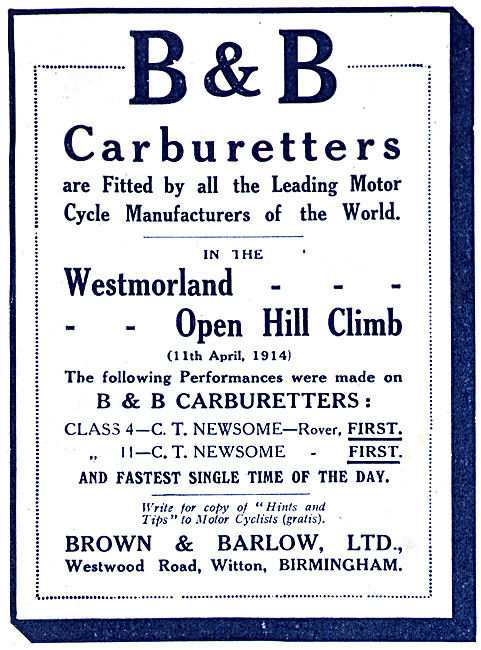 B & B
Carburetters
are Fitted by all the Leading Motor
Cycle Manufacturers of the World.
IN THE
Westmorland - - -
- - Open Hill Climb
(11th April, 1914)
The following Performances were made on
B & B CARBURETTERS:
CLASS 4—C. T. NEWSOME—Rover, FIRST.
„ 11—C. T. NEWSOME - FIRST.
AND FASTEST SINGLE TIME OF THE DAY.
Write for copy of "Hints and
Tips" to Motor Cyclists (gratis).
BROWN & BARLOW, LTD.,
Westwood Road, Witton, BIRMINGHAM.